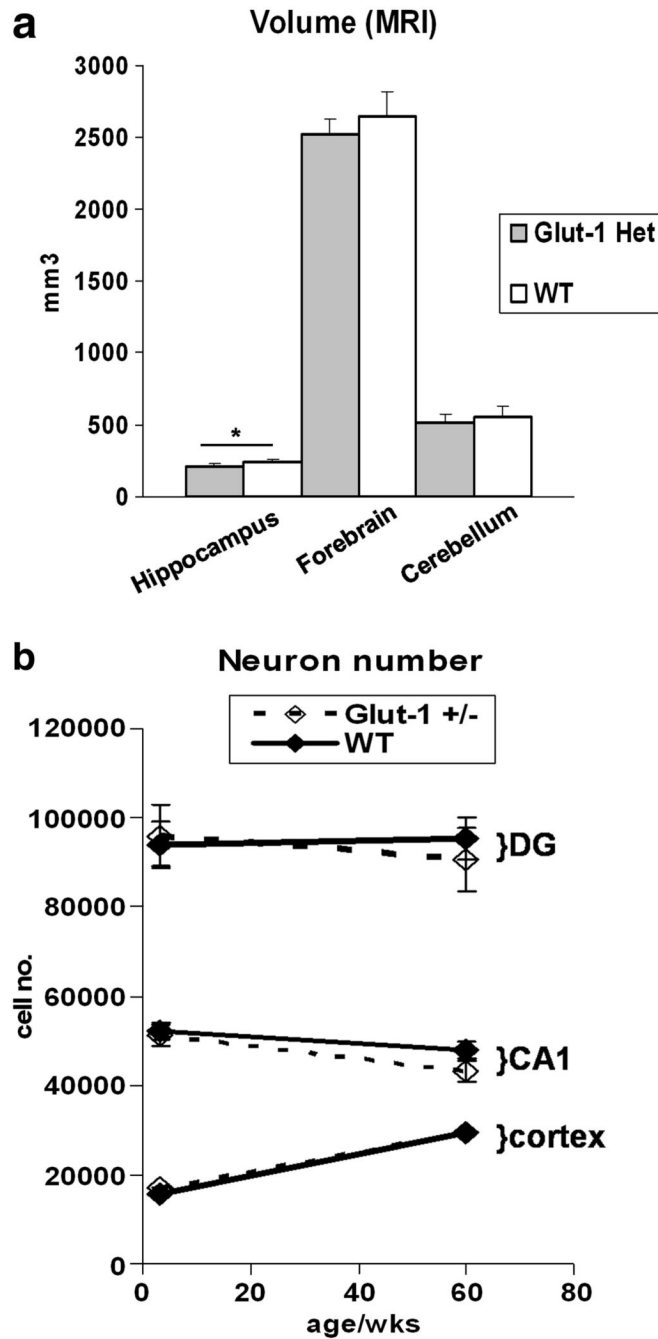 a
Volume (MRI)
3000
2500
2000
1500
1000
500
0
mm3
Glut-1 Het
WT
*
Hippocampus
Forebrain
Cerebellum
b
Neuron number
Glut-1 +/-
WT
120000
100000
80000
60000
40000
20000
0
cell no.
}DG
}CA1
}cortex
0 20 40 60 80
age/wks